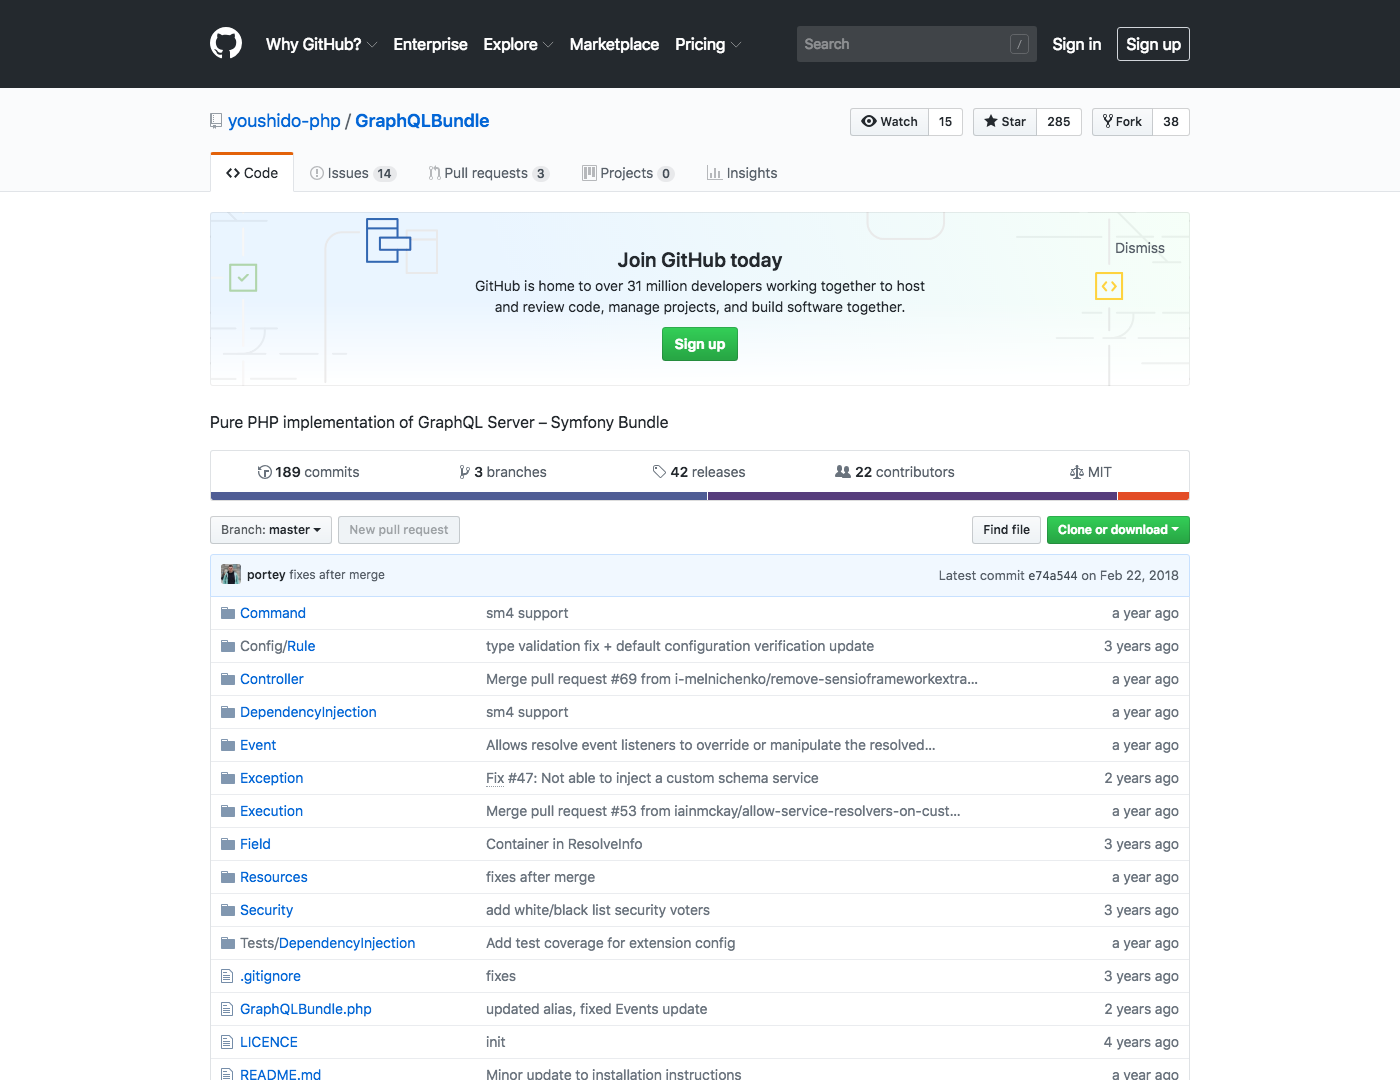 Why GitHub? Enterprise Explore Marketplace Pricing Search / Sign in Sign up
youshido-php / GraphQLBundle Watch 15 Star 285 Fork 38
Code Issues 14 Pull requests 3 Projects 0 Insights
Dismiss
Join GitHub today
GitHub is home to over 31 million developers working together to host
and review code, manage projects, and build software together.
Sign up
Pure PHP implementation of GraphQL Server – Symfony Bundle
189 commits 3 branches 42 releases 22 contributors MIT
Branch: master New pull request Find file Clone or download
portey fixes after merge Latest commit e74a544 on Feb 22, 2018
Command sm4 support a year ago
Config/Rule type validation fix + default configuration verification update 3 years ago
Controller Merge pull request #69 from i-melnichenko/remove-sensioframeworkextra… a year ago
DependencyInjection sm4 support a year ago
Event Allows resolve event listeners to override or manipulate the resolved… a year ago
Exception Fix #47: Not able to inject a custom schema service 2 years ago
Execution Merge pull request #53 from iainmckay/allow-service-resolvers-on-cust… a year ago
Field Container in ResolveInfo 3 years ago
Resources fixes after merge a year ago
Security add white/black list security voters 3 years ago
Tests/DependencyInjection Add test coverage for extension config a year ago
.gitignore fixes 3 years ago
GraphQLBundle.php updated alias, fixed Events update 2 years ago
LICENCE init 4 years ago
README.md Minor update to installation instructions a year ago